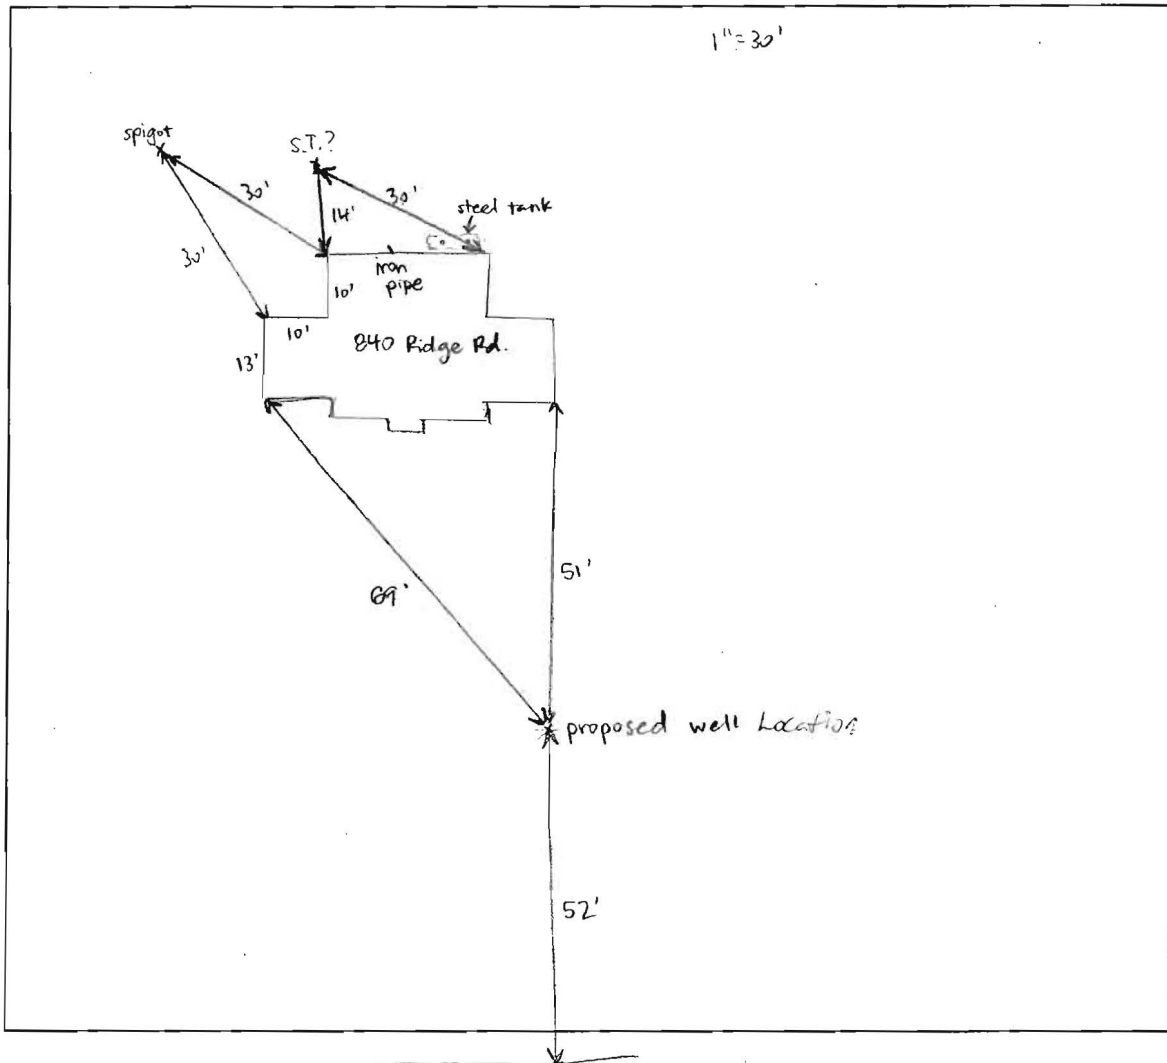 1"=30'
spigot
S.T.?
30'
14'
30'
steel tank
30'
iron
pipe
10'
10'
840 Ridge Rd.
13'
51'
69'
proposed well Location
52'